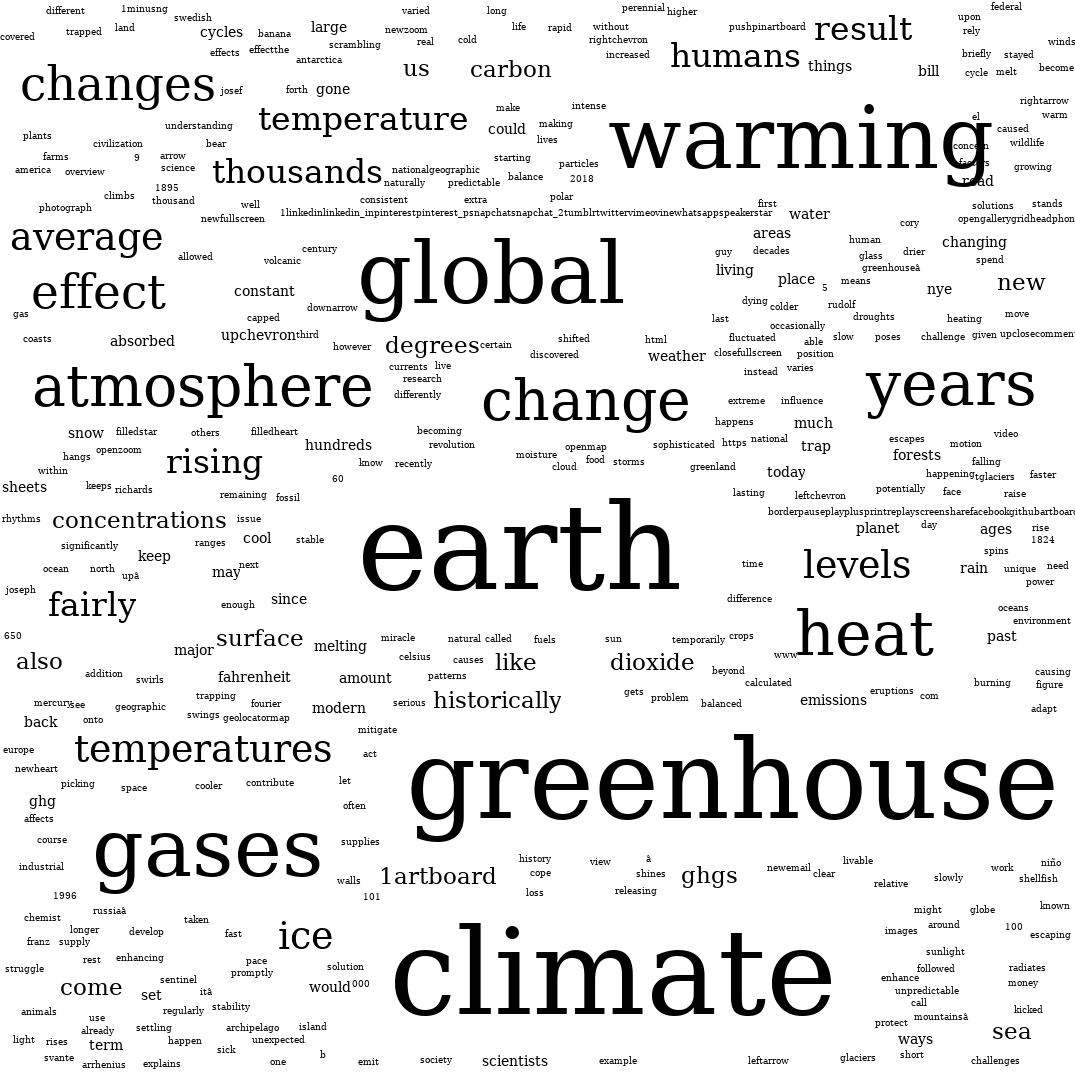 different 1minusng swedish varied long perennial higher federal
covered trapped land cycles banana large newzoom life rapid without pushpinartboard result upon rely
effects effectthe scrambling real cold rightchevron winds
antarctica us carbon increased humans things bill briefly stayed
changes josef forth gone cycle melt become
temperature make intense rightarrow
understanding could making warming el warm
plants civilization bear lives caused
farms 9 arrow starting concern wildlife
america overview science thousands nationalgeographic particles factors growing
1895 naturally predictable balance 2018 read
climbs thousand consistent extra polar
photograph well first solutions stands
newfullscreen 1linkedinlinkedin_inpinterestpinterest_psnapchatsnapchat_2tumblrtwittervimeovinewhatsappspeakerstar water opengallerygridheadphon
average cory
century areas human changing
allowed volcanic global guy decades glass drier spend
living greenhouseâ
effect constant place 5 means nye new
gas downarrow dying colder rudolf
capped last droughts heating move
coasts absorbed upchevron third shifted html occasionally
however degrees certain fluctuated able slow poses challenge given upclosecommen
discovered weather closefullscreen position
currents live instead varies
atmosphere research change years
differently extreme influence
snow filledstar others filledheart becoming happens much
hundreds revolution openmap sophisticated https national trap escapes motion video
hangs openzoom moisture food forests
within rising know recently cloud storms greenland today falling
sheets keeps richards 60 happening tglaciers faster
remaining fossil lasting leftchevron potentially face raise
rhythms concentrations issue borderpauseplayplusprintreplayscreensharefacebookgithubartboard
significantly ranges cool stable earth planet day ages rise
keep 1824
ocean north upâ may next time levels spins
rain unique need
joseph power
fairly enough since difference oceans
650 heat environment
surface miracle natural called fuels sun temporarily crops past
also major melting celsius causes like dioxide www
addition swirls fahrenheit amount patterns beyond causing
trapping calculated burning figure
mercury see geographic fourier serious historically gets problem balanced emissions eruptions com
back onto swings geolocatormap modern adapt
europe temperatures mitigate
newheart act greenhouse
picking space cooler contribute let
ghg often
affects
course gases supplies
history view â livable niño
industrial walls 1artboard cope shines ghgs newemail clear work shellfish
1996 101 loss releasing relative slowly
chemist russiaâ taken might globe known
longer develop fast ice climate images around 100 escaping
franz supply
rest enhancing pace sunlight
struggle promptly solution followed radiates
come sentinel would 000 enhance money
set itâ unpredictable
animals regularly stability call kicked
use mountainsâ
already settling archipelago island protect sea
light rises term happen unexpected ways
svante sick b short
arrhenius explains one emit society scientists example leftarrow glaciers challenges